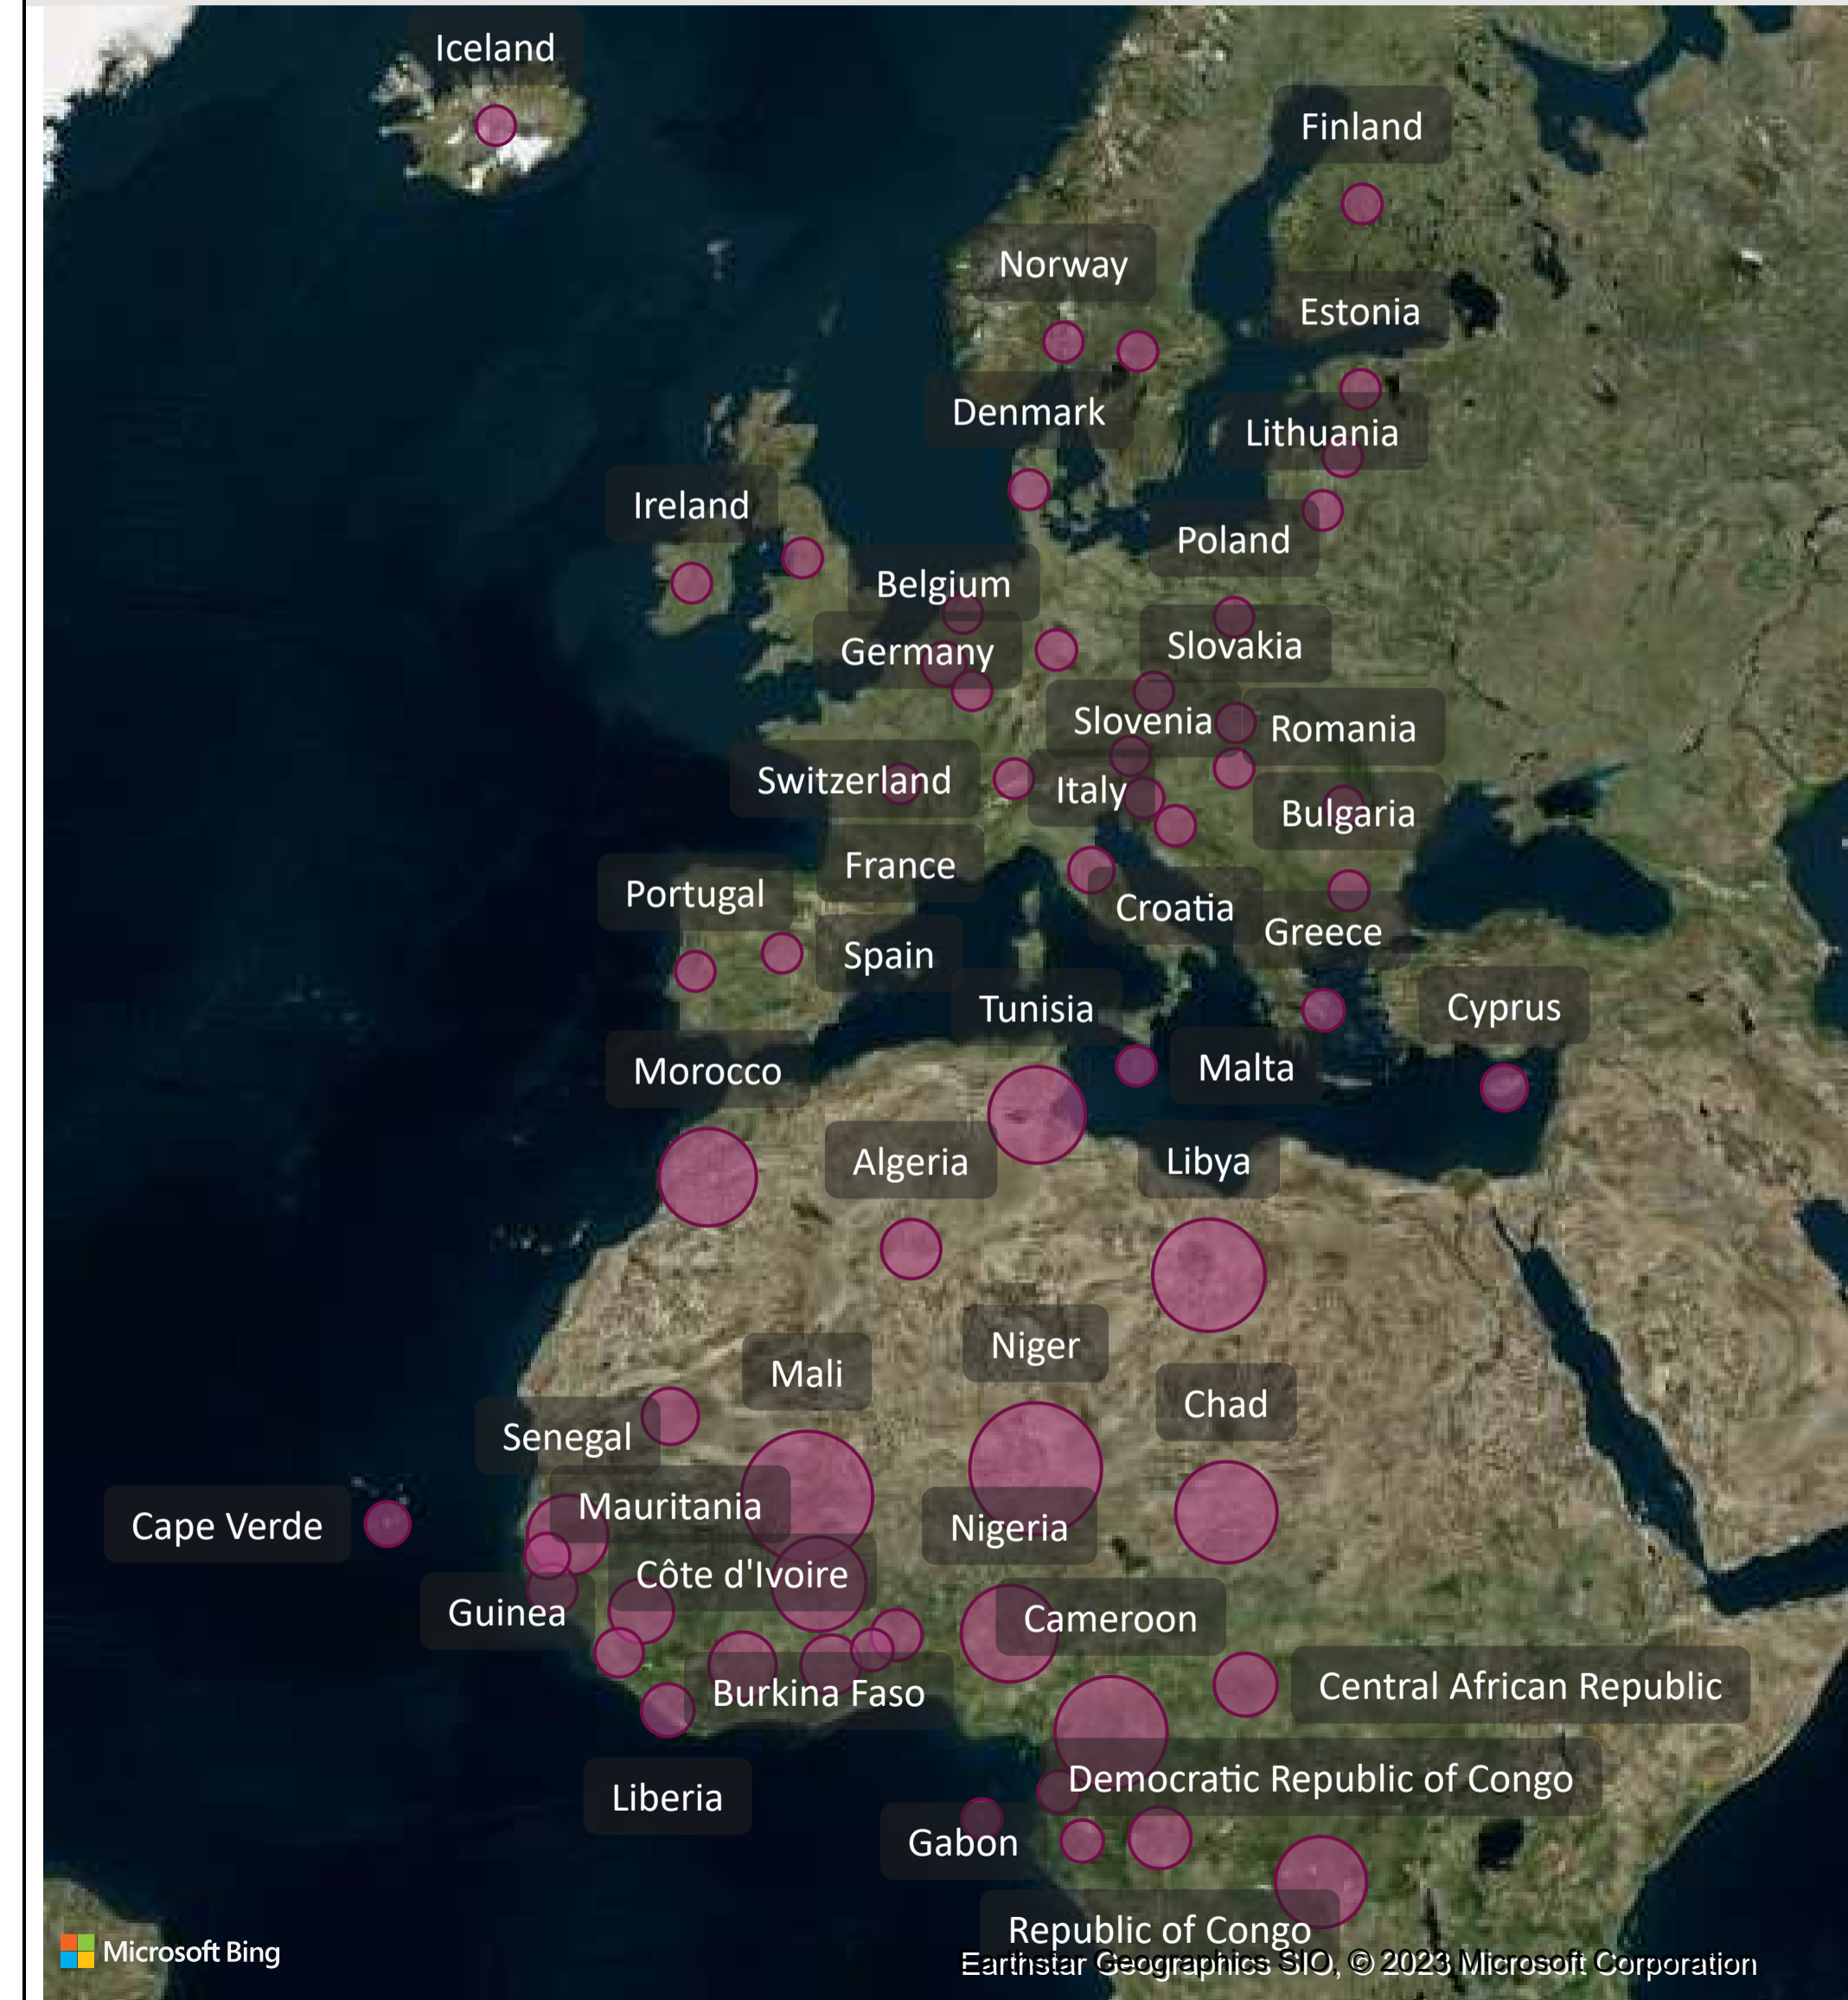 Iceland
Finland
Norway
Estonia
Denmark
Lithuania
Ireland
Poland
Belgium
Slovakia
Germany
Slovenia
Romania
Switzerland
Italy
Bulgaria
France
Portugal
Croatia
Greece
Spain
Tunisia
Cyprus
Malta
Morocco
Algeria
Libya
Niger
Mali
Chad
Senegal
Mauritania
Cape Verde
Nigeria
Côte d'Ivoire
Guinea
Cameroon
Central African Republic
Burkina Faso
Democratic Republic of Congo
Liberia
Gabon
Republic of Congo
Microsoft Bing
Earthstar Geographics SIO, © 2023 Microsoft Corporation